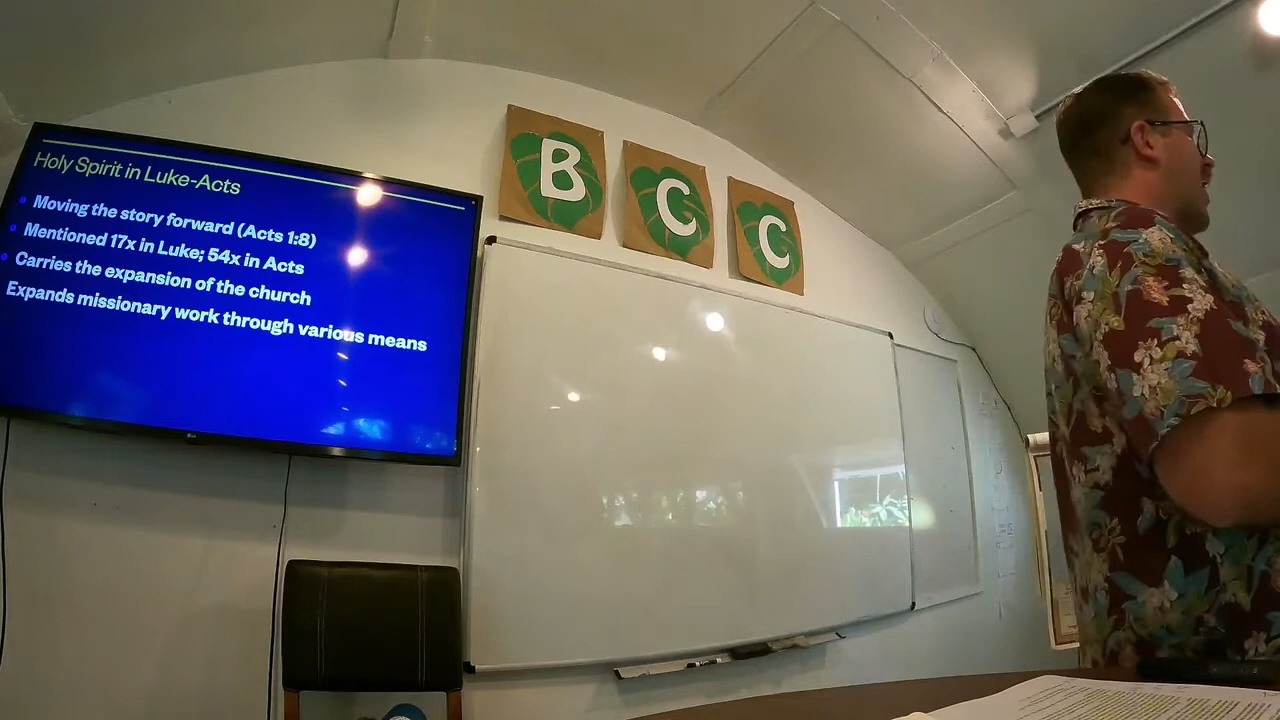 Holy Spirit in Luke-Acts
Moving the story forward (Acts 1:8)
Mentioned 17x in Luke; 54x in Acts
Carries the expansion of the church
Expands missionary work through various means
B C C
LG